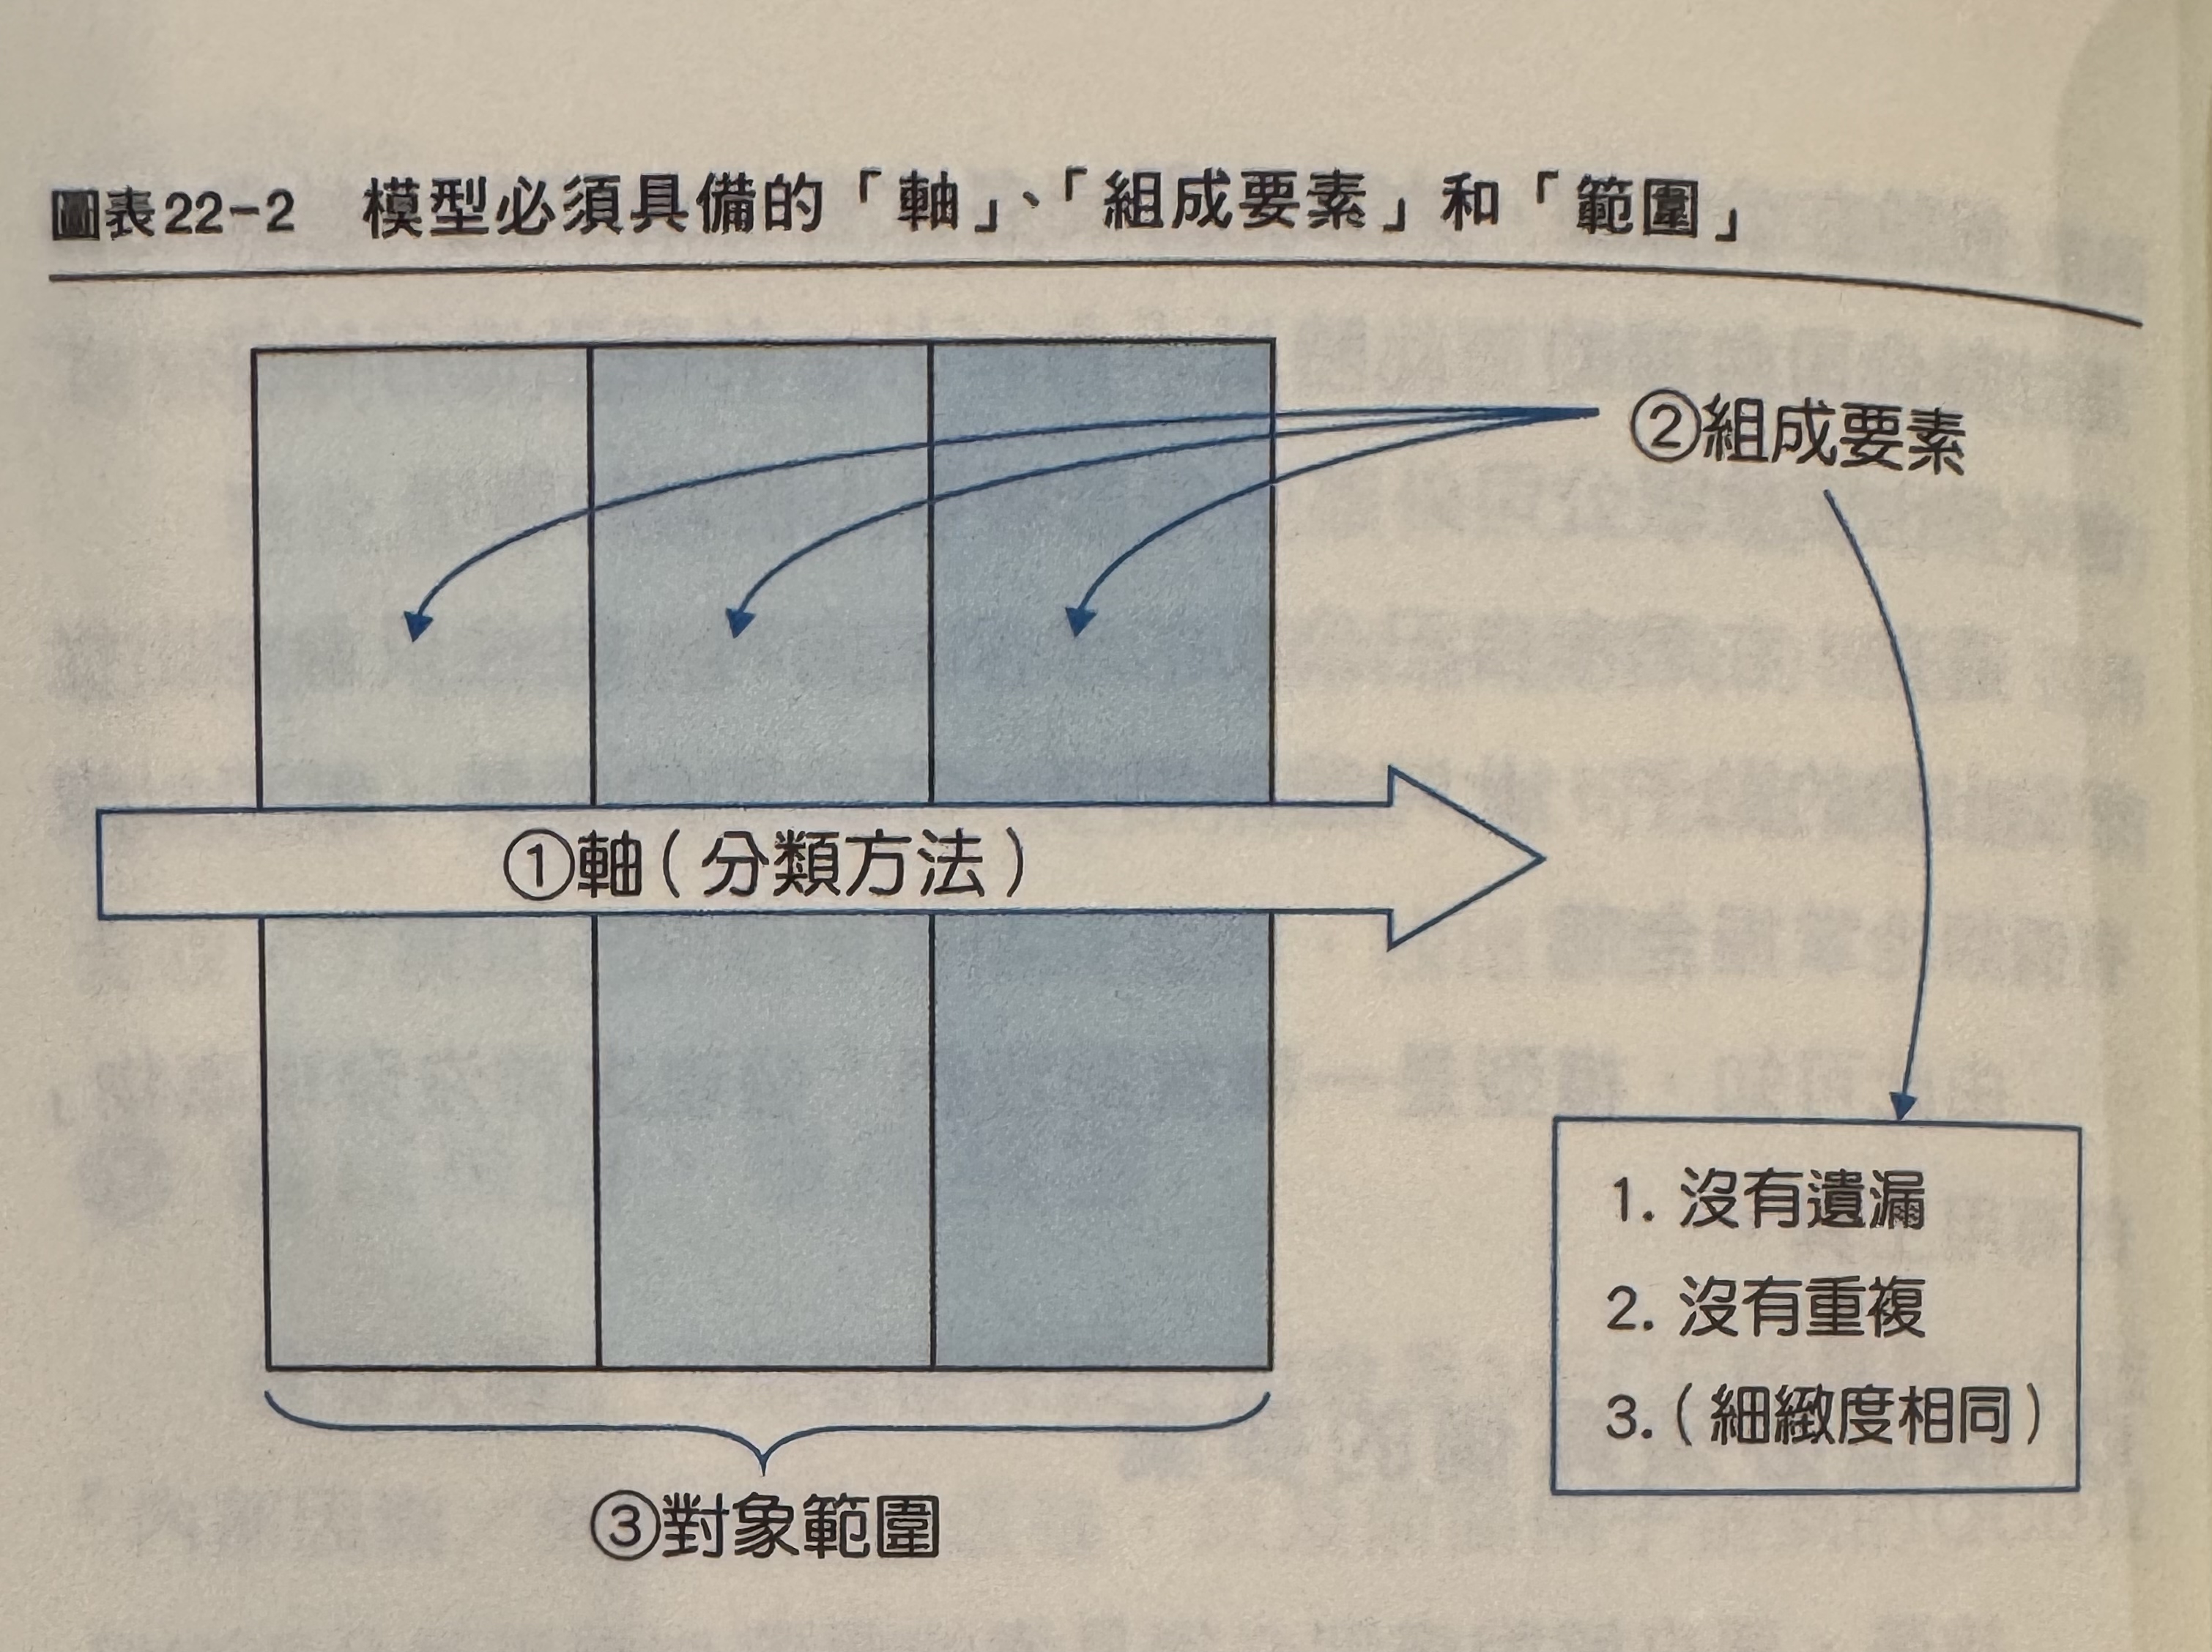 圖表22-2 模型必須具備的「軸」、「組成要素」和「範圍」
②組成要素
①軸(分類方法)
1. 沒有遺漏
2. 沒有重複
3.(細緻度相同)
③對象範圍